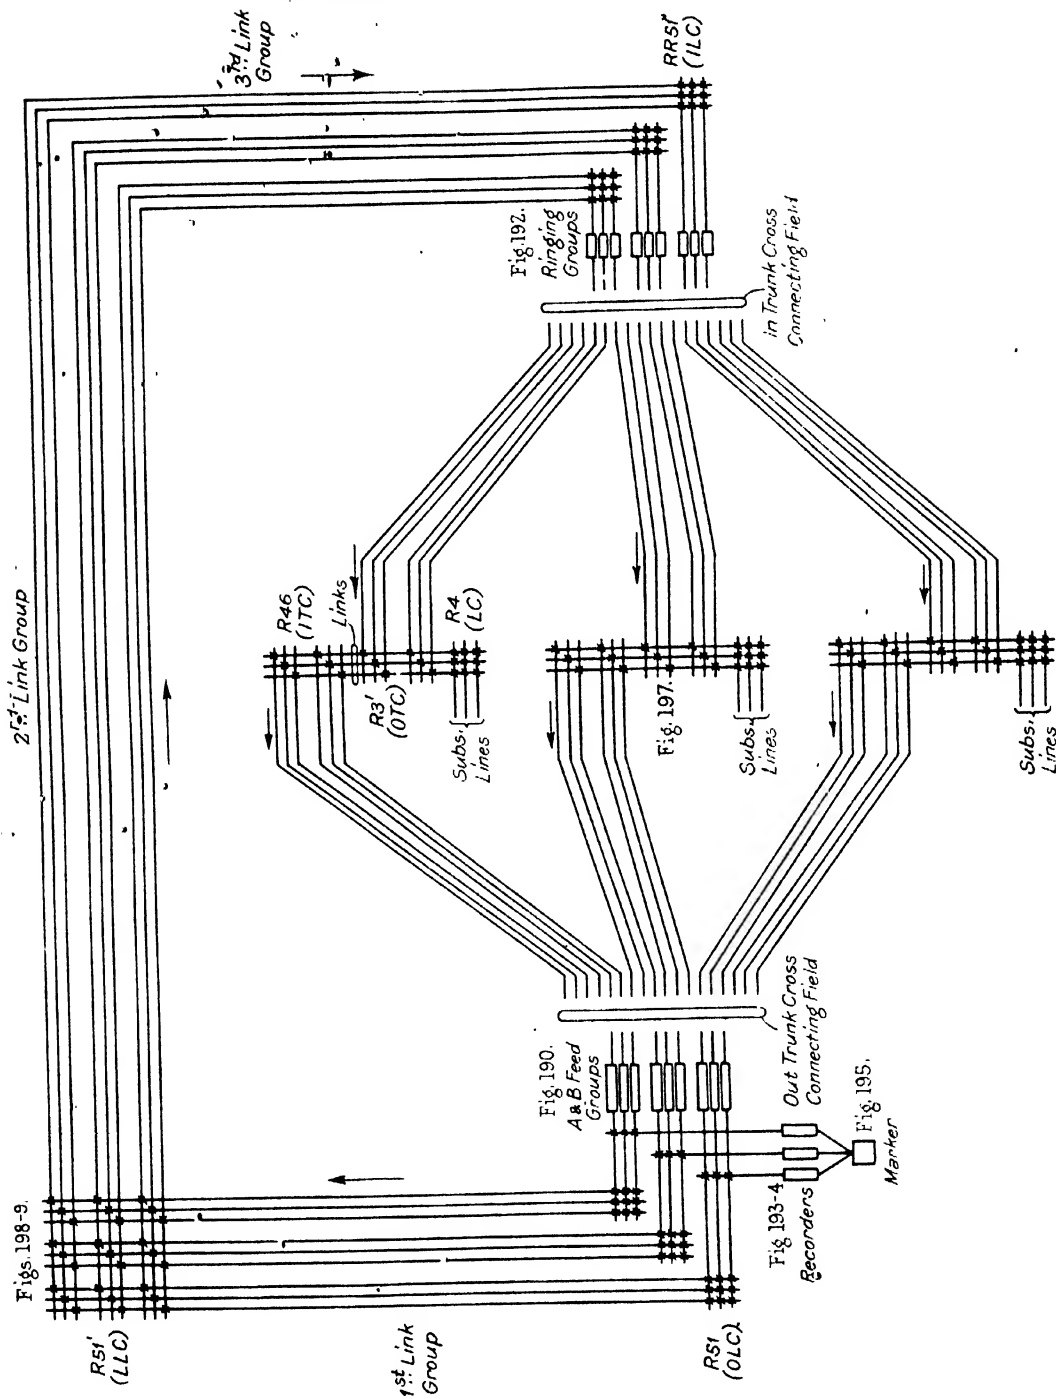 Figs. 198-9.
R51'
(LLC)
2nd Link Group
3rd Link
Group
1st Link
Group
R51
(OLC)
Fig. 190.
A & B Feed
Groups
Fig 193-4
Recorders
Fig. 195.
Marker
Out Trunk Cross
Connecting Field
R46
(ITC)
Links
R3'
(OTC)
R4
(LC)
Subs.
Lines
Fig. 197.
Subs.
Lines
Subs.
Lines
Fig. 192.
Ringing
Groups
in Trunk Cross
Connecting Field
RR51'
(ILC)